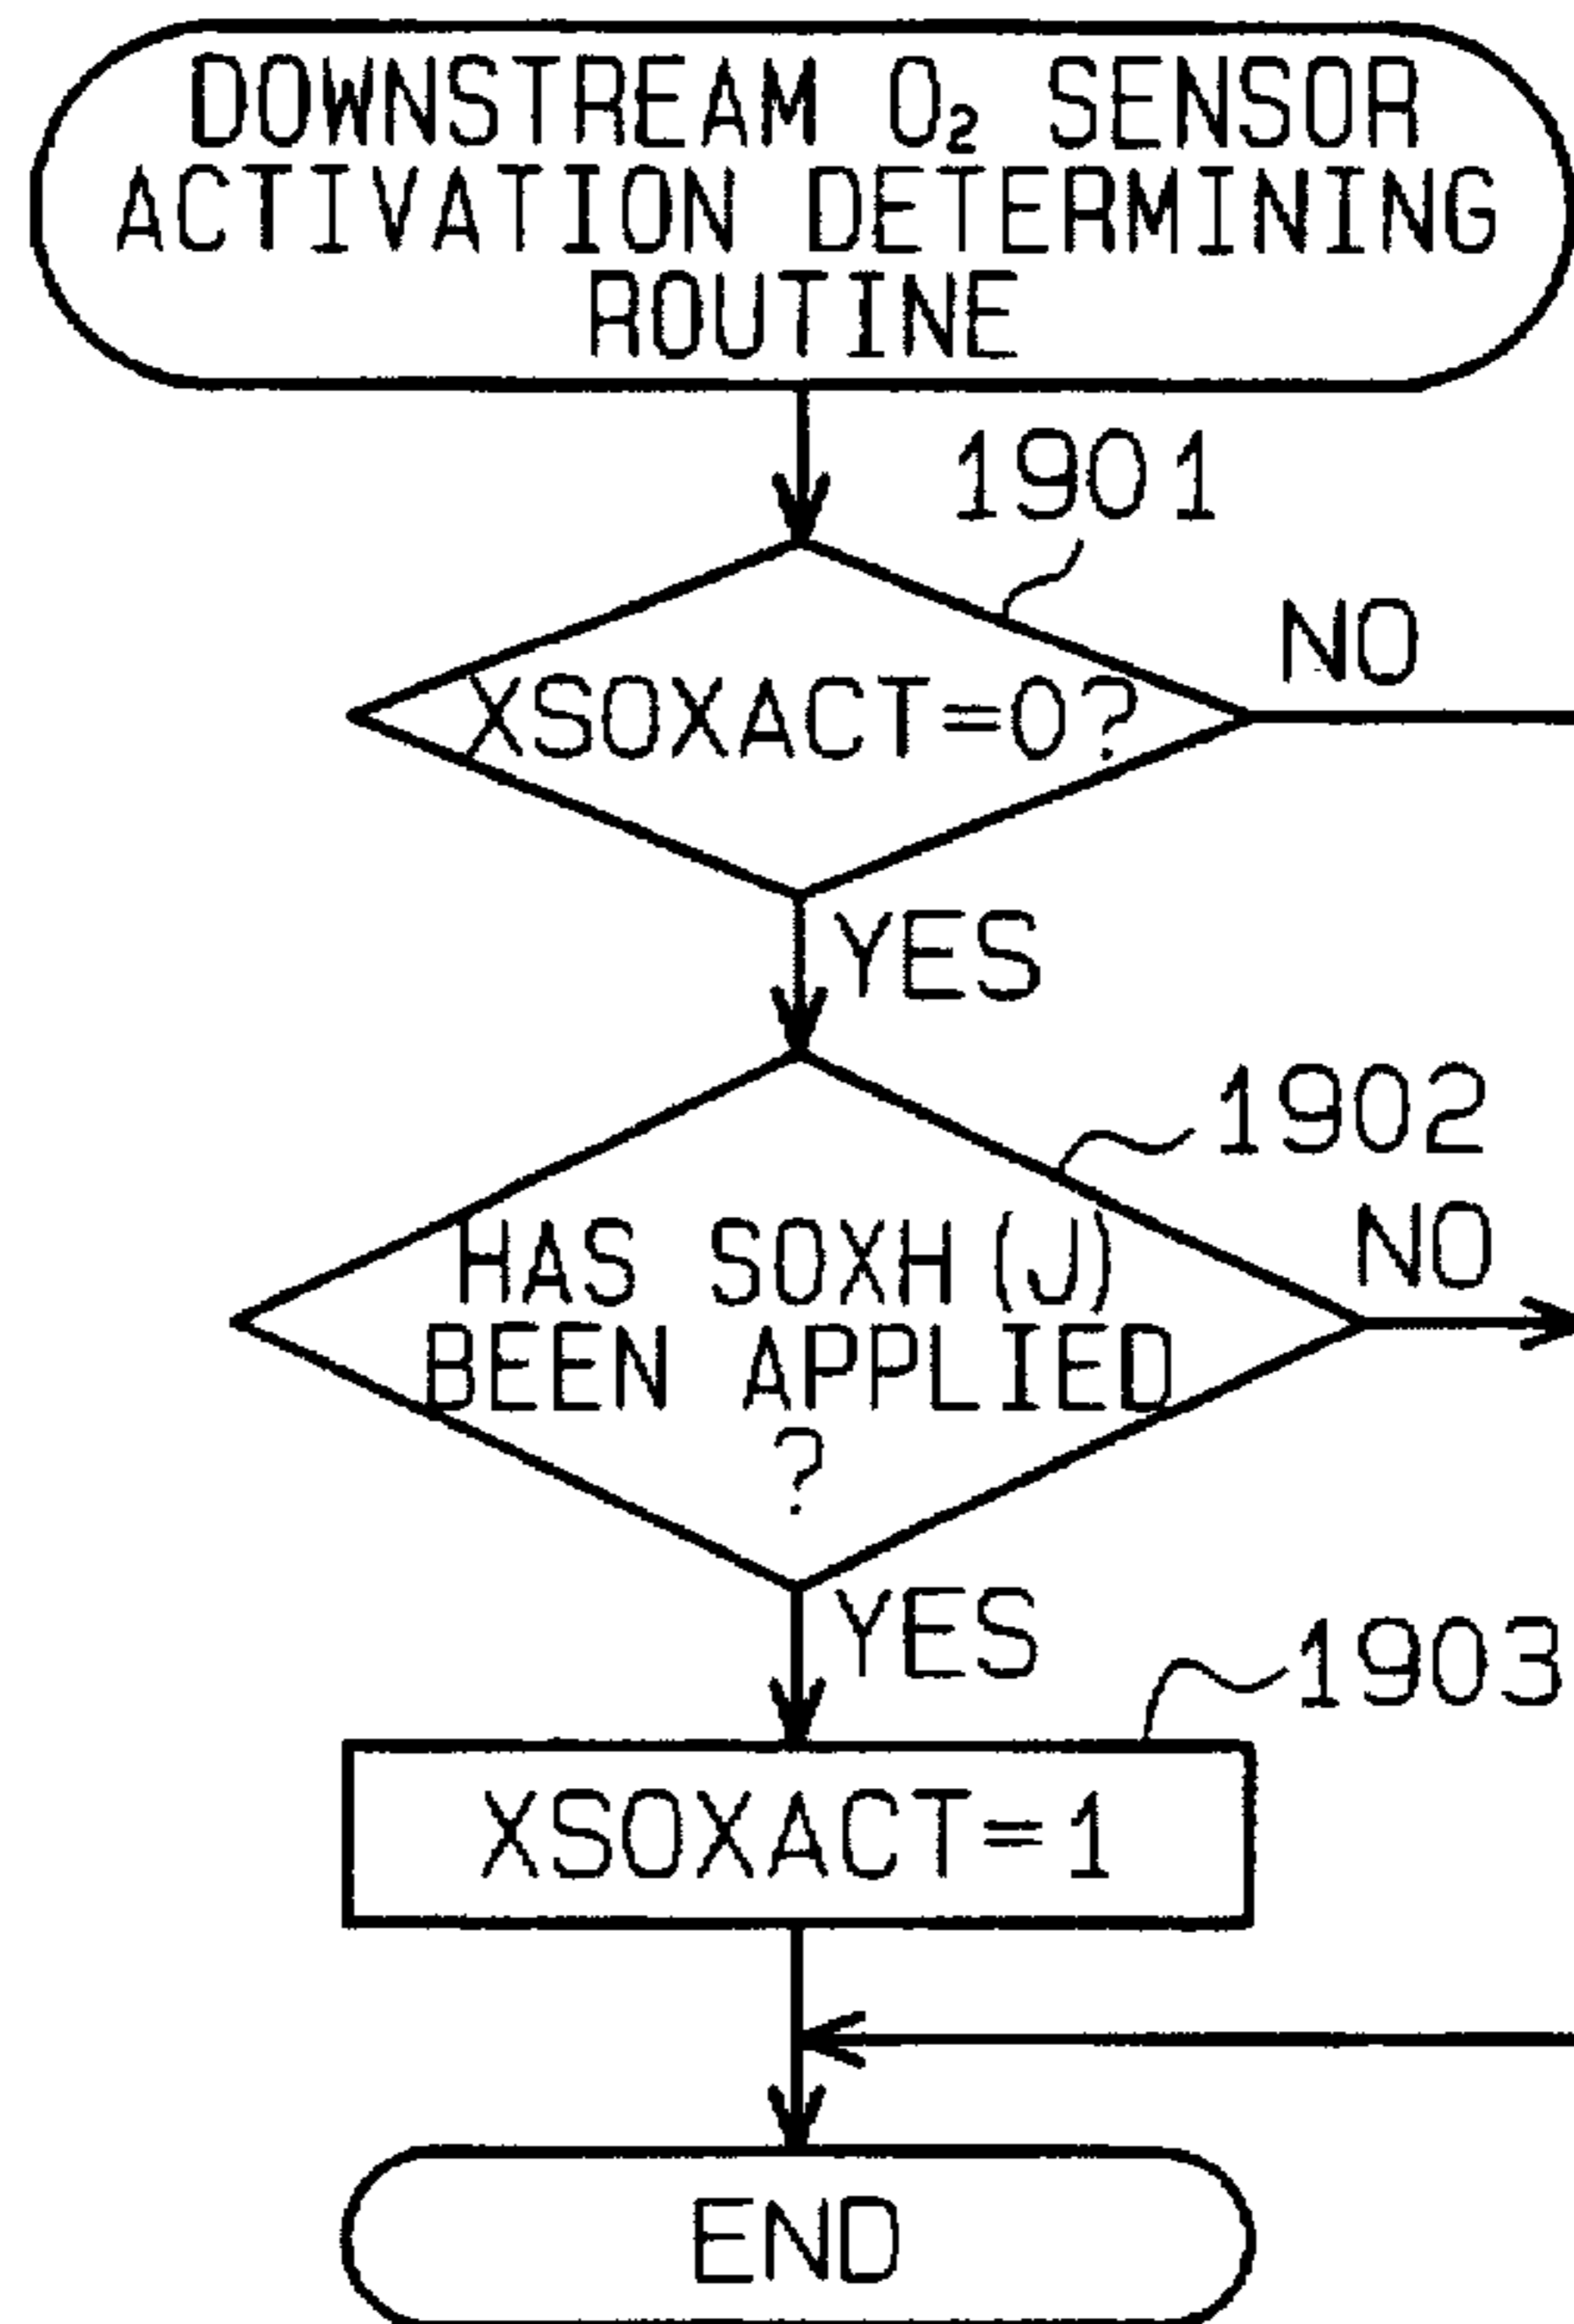 DOWNSTREAM O₂ SENSOR
ACTIVATION DETERMINING
ROUTINE
1901
NO
XSOXACT=0?
YES
1902
NO
HAS SOXH(J)
BEEN APPLIED
?
YES
1903
XSOXACT=1
END